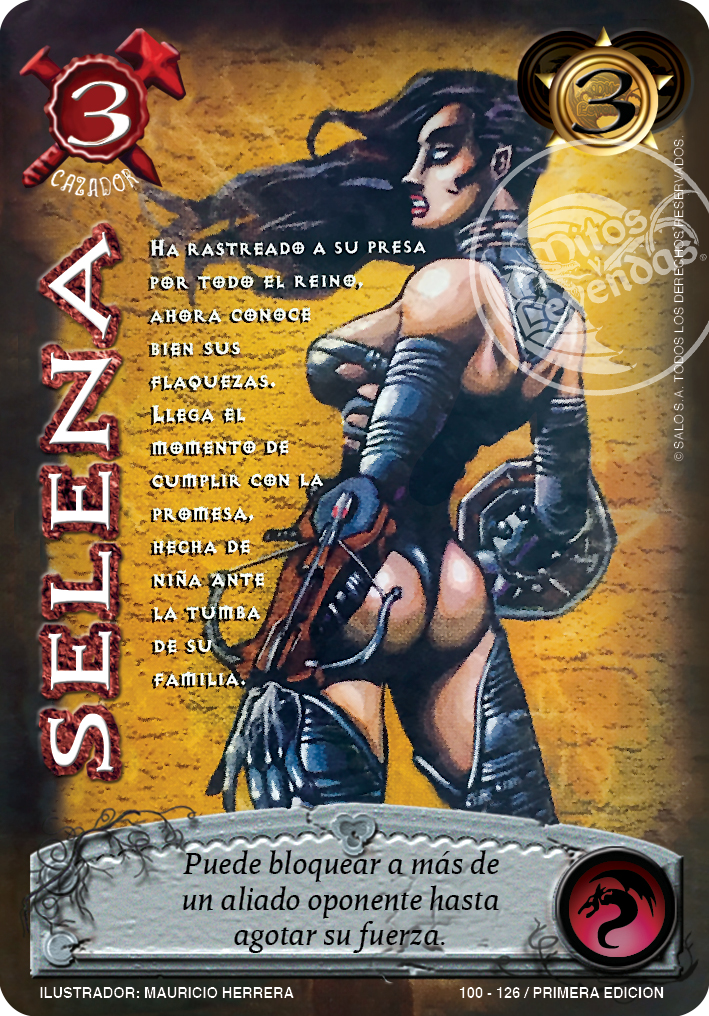 3
CAZADOR
3
SELENA
Ha rastreado a su presa
por todo el reino,
ahora conoce
bien sus
flaquezas.
Llega el
momento de
cumplir con la
promesa,
hecha de
niña ante
la tumba
de su
familia.
Mitos
y
Leyendas®
© SALO S.A. TODOS LOS DERECHOS RESERVADOS.
Puede bloquear a más de
un aliado oponente hasta
agotar su fuerza.
ILUSTRADOR: MAURICIO HERRERA
100 - 126 / PRIMERA EDICION